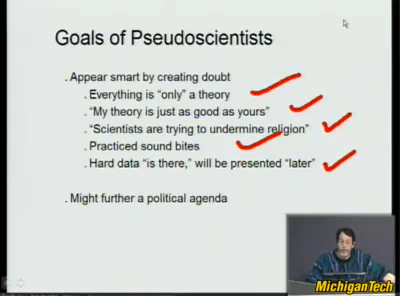 Goals of Pseudoscientists
. Appear smart by creating doubt
. Everything is "only" a theory
. "My theory is just as good as yours"
. "Scientists are trying to undermine religion"
. Practiced sound bites
. Hard data "is there," will be presented "later"
. Might further a political agenda
MichiganTech